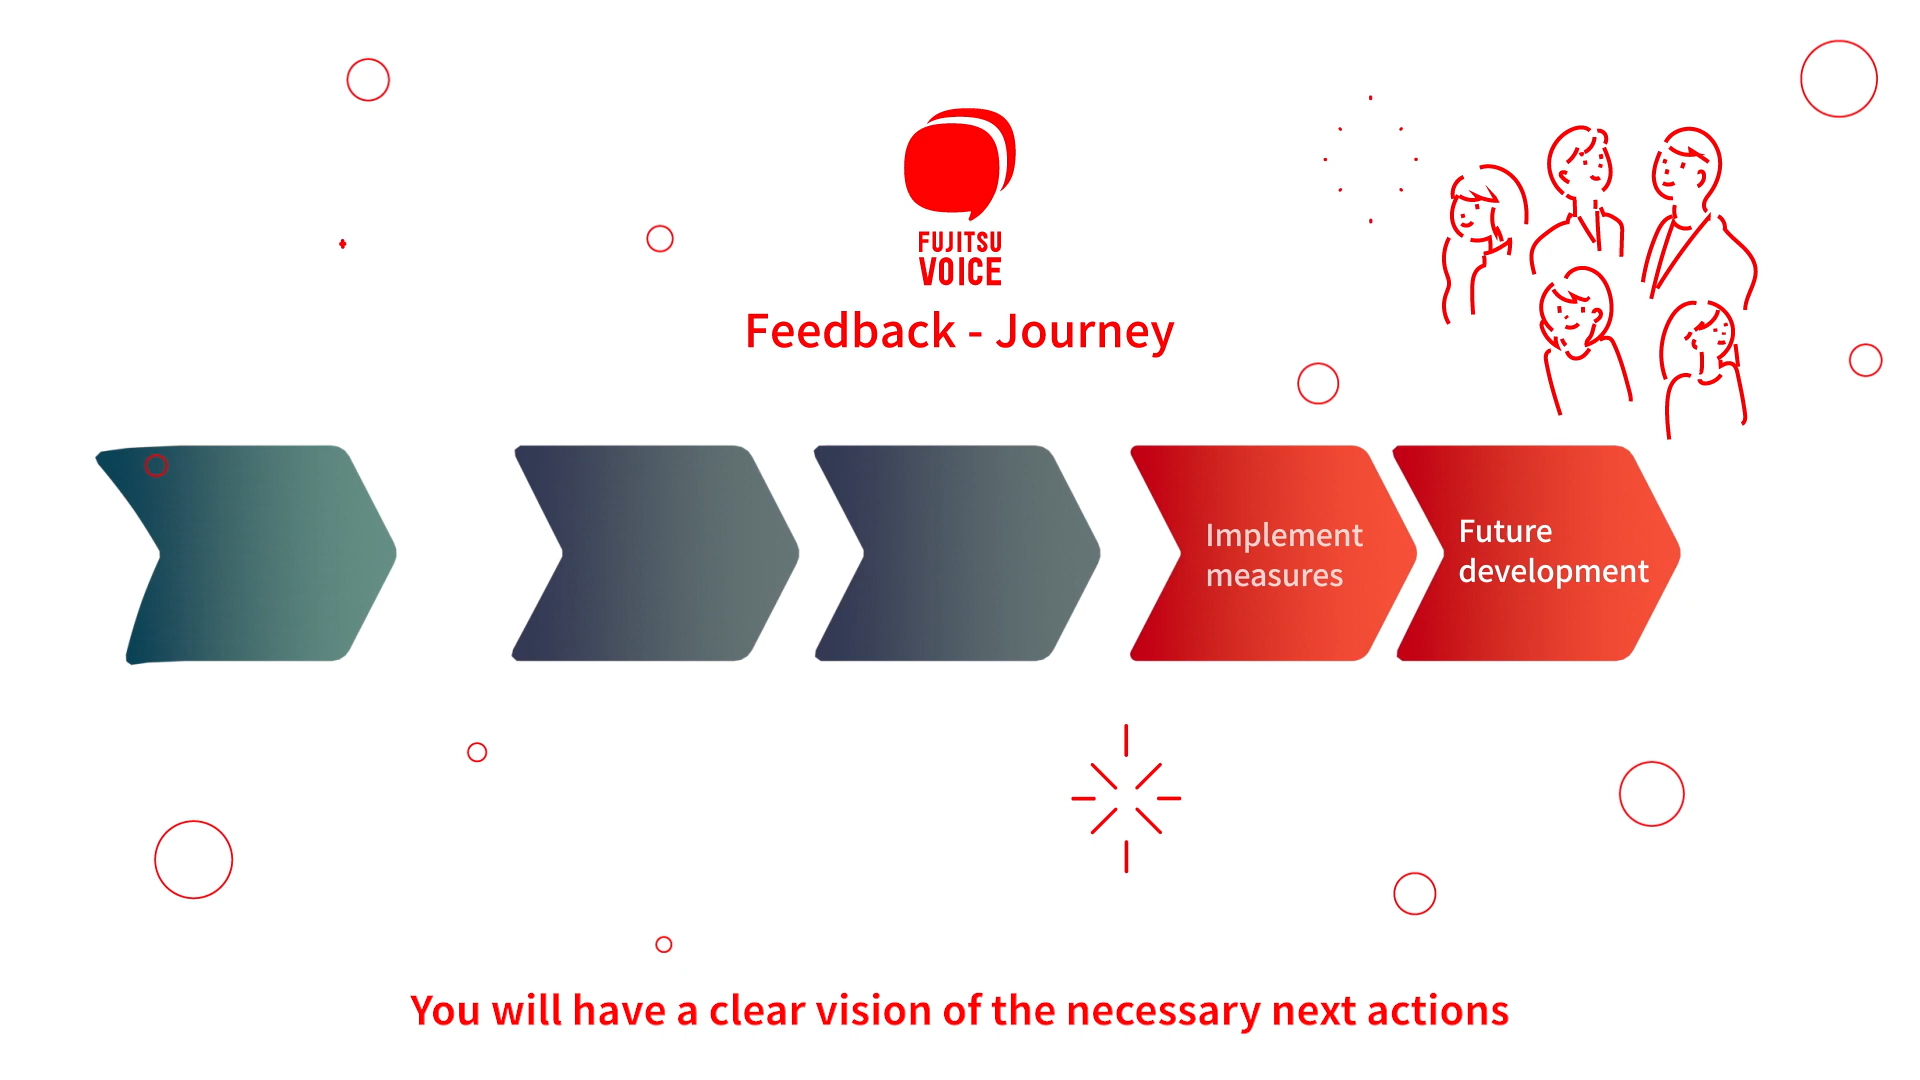 FUJITSU
VOICE
Feedback - Journey
Implement
measures
Future
development
You will have a clear vision of the necessary next actions